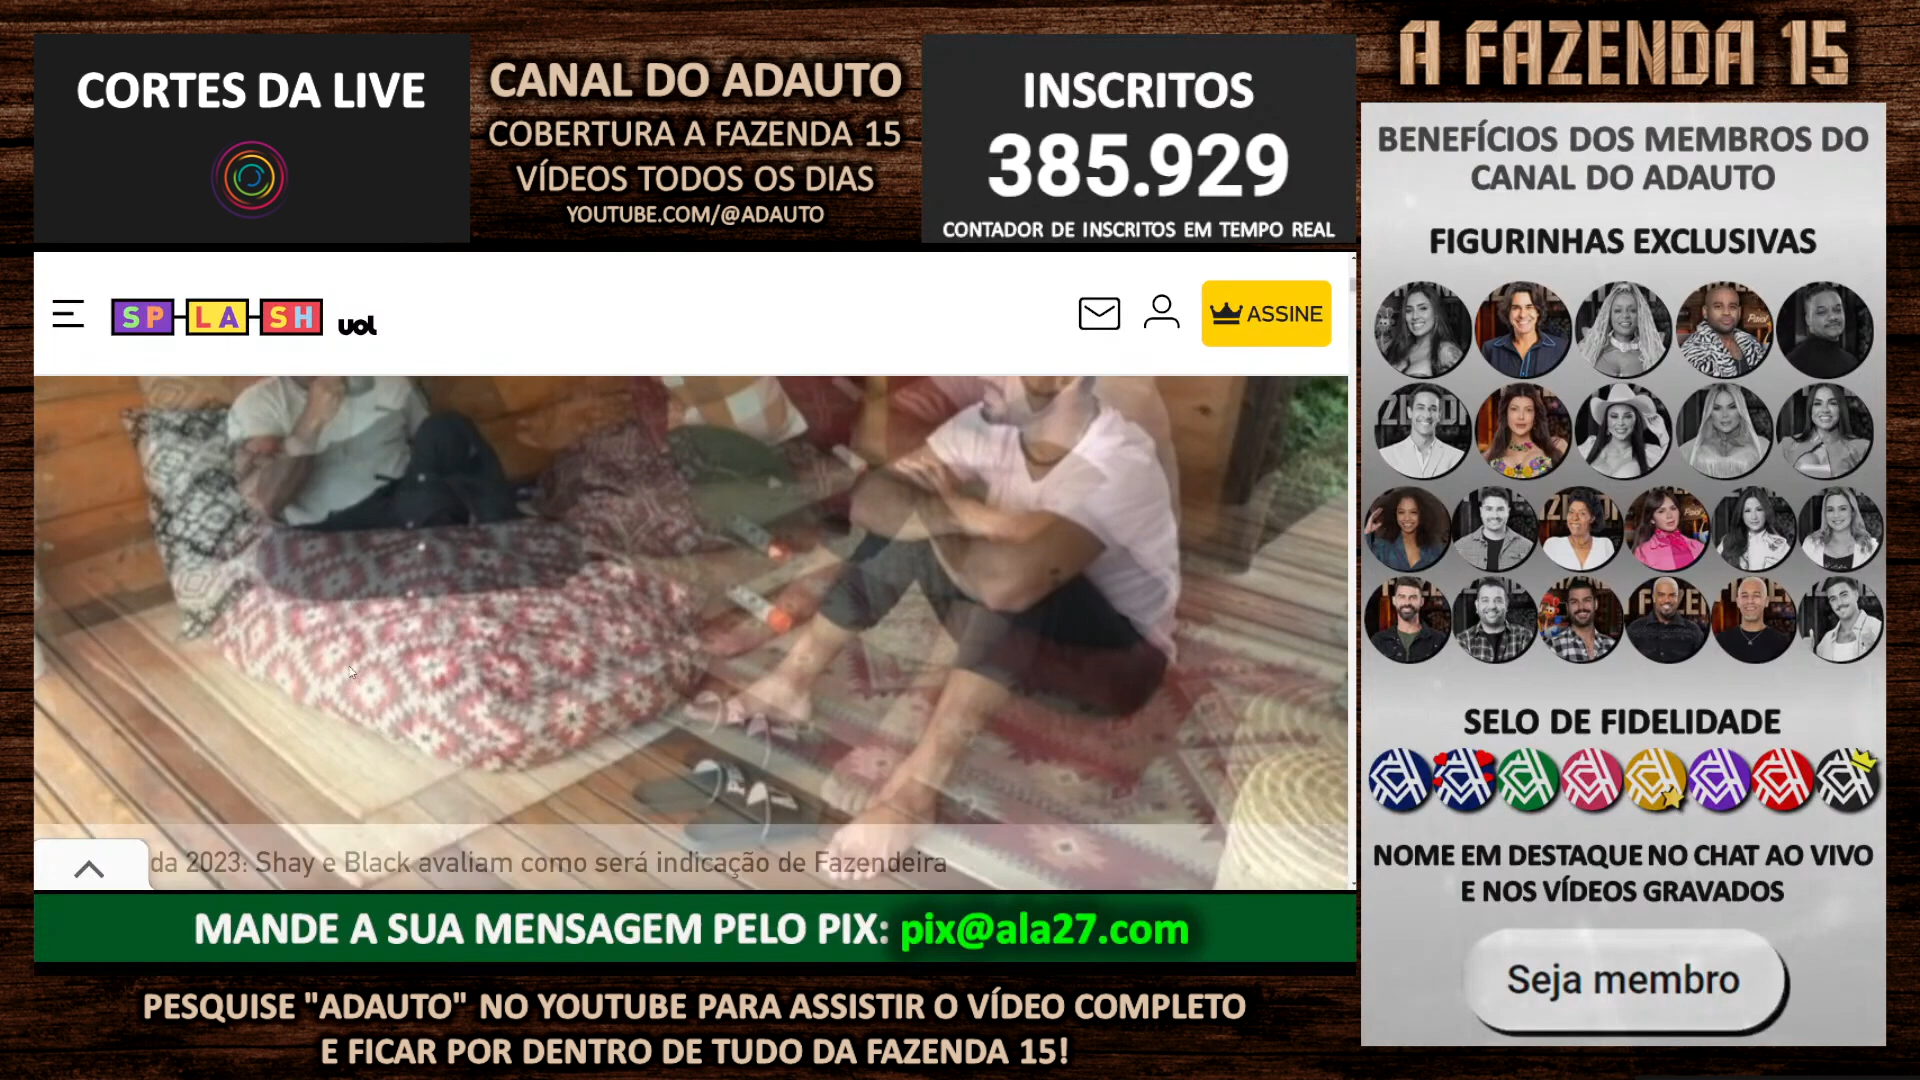 CORTES DA LIVE
CANAL DO ADAUTO
COBERTURA A FAZENDA 15
VÍDEOS TODOS OS DIAS
YOUTUBE.COM/@ADAUTO
INSCRITOS
385.929
CONTADOR DE INSCRITOS EM TEMPO REAL
A FAZENDA 15
BENEFÍCIOS DOS MEMBROS DO
CANAL DO ADAUTO
FIGURINHAS EXCLUSIVAS
SPLASH uol
ASSINE
da 2023: Shay e Black avaliam como será indicação de Fazendeira
SELO DE FIDELIDADE
NOME EM DESTAQUE NO CHAT AO VIVO
E NOS VÍDEOS GRAVADOS
Seja membro
MANDE A SUA MENSAGEM PELO PIX: pix@ala27.com
PESQUISE "ADAUTO" NO YOUTUBE PARA ASSISTIR O VÍDEO COMPLETO
E FICAR POR DENTRO DE TUDO DA FAZENDA 15!